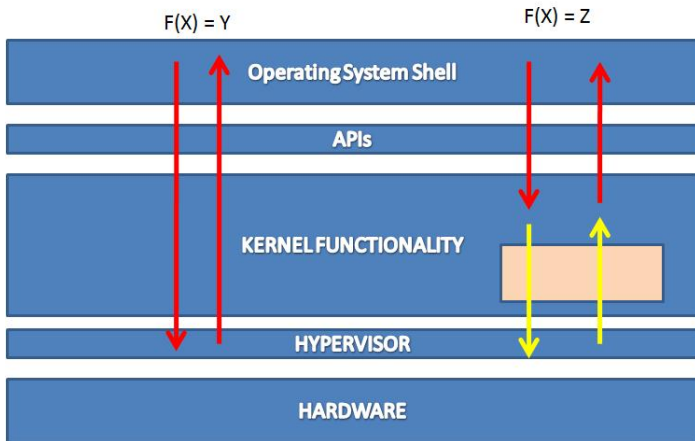 F(X) = Y
F(X) = Z
Operating System Shell
APIs
KERNEL FUNCTIONALITY
HYPERVISOR
HARDWARE